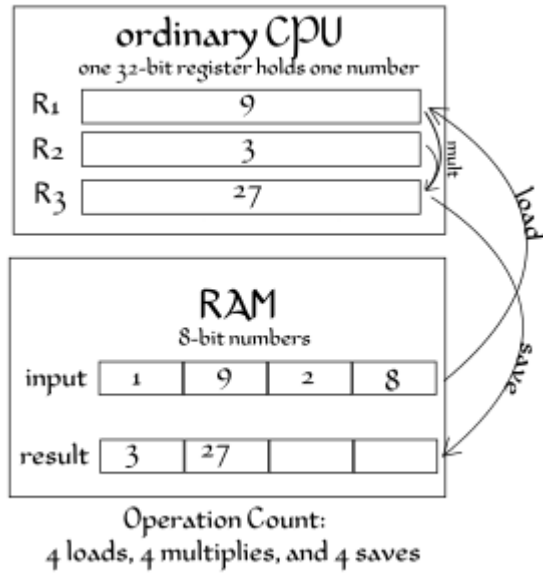 ordinary CPU
one 32-bit register holds one number
R1 9
R2 3
R3 27
mult
load
RAM
8-bit numbers
input 1 9 2 8
save
result 3 27
Operation Count:
4 loads, 4 multiplies, and 4 saves